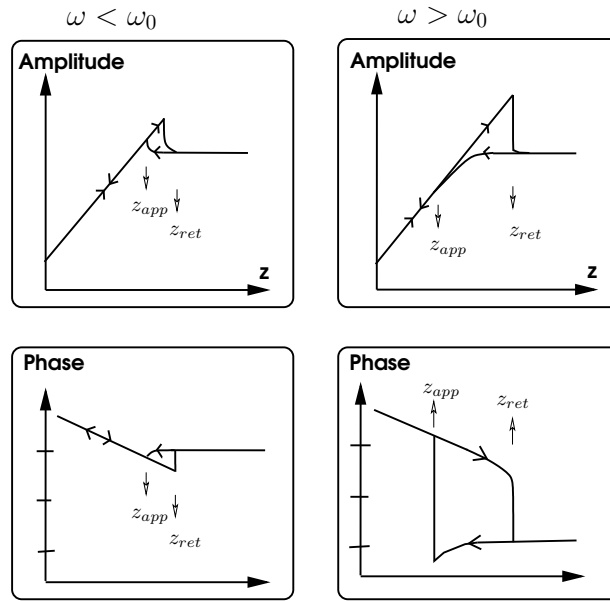 ω < ω₀
ω > ω₀
Amplitude
z_app
z_ret
z
Amplitude
z_app
z_ret
z
Phase
z_app
z_ret
Phase
z_app
z_ret